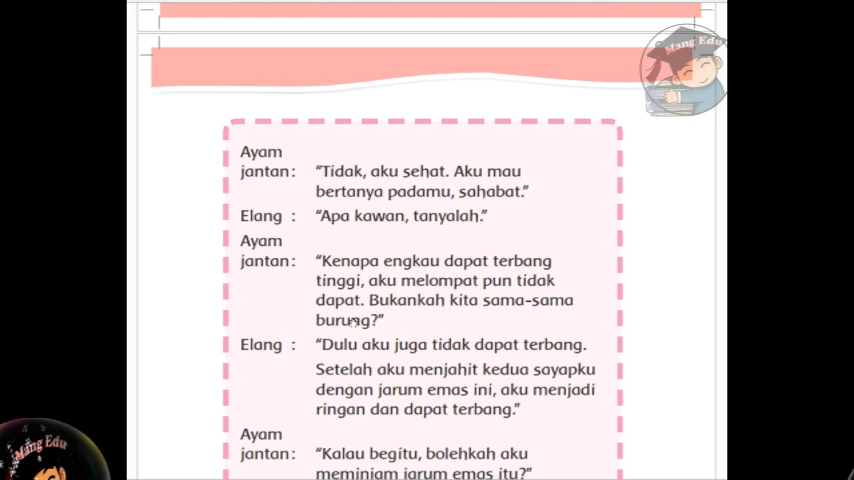 Mang Edu
Ayam
jantan: "Tidak, aku sehat. Aku mau
bertanya padamu, sahabat."
Elang : "Apa kawan, tanyalah."
Ayam
jantan: "Kenapa engkau dapat terbang
tinggi, aku melompat pun tidak
dapat. Bukankah kita sama-sama
burung?"
Elang : "Dulu aku juga tidak dapat terbang.
Setelah aku menjahit kedua sayapku
dengan jarum emas ini, aku menjadi
ringan dan dapat terbang."
Ayam
jantan: "Kalau begitu, bolehkah aku
meminjam jarum emas itu?"
Mang Edu